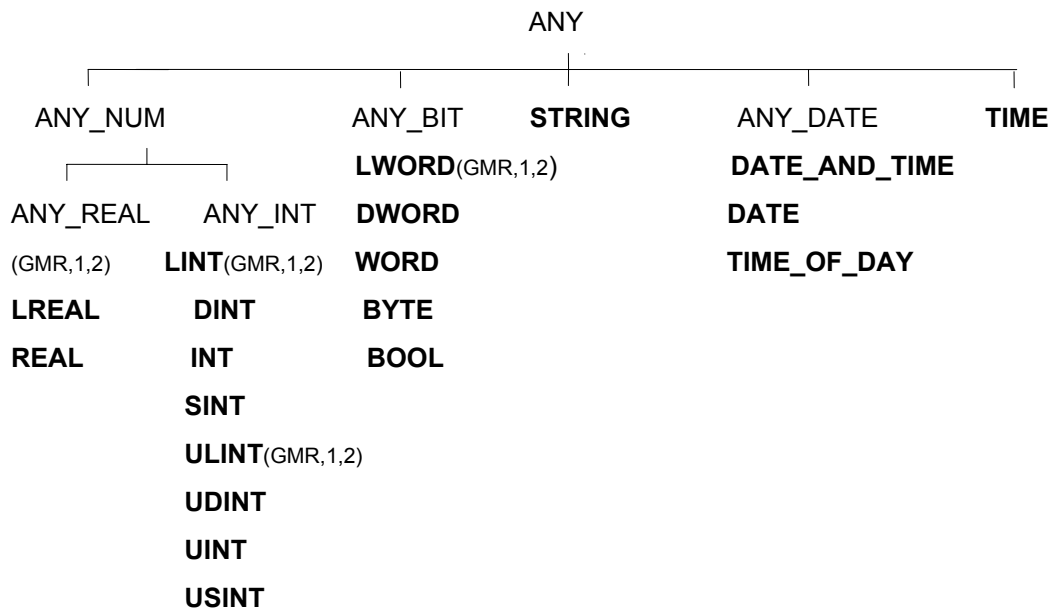 ANY
ANY_NUM ANY_BIT STRING ANY_DATE TIME
LWORD(GMR,1,2) DATE_AND_TIME
ANY_REAL ANY_INT DWORD DATE
(GMR,1,2) LINT(GMR,1,2) WORD TIME_OF_DAY
LREAL DINT BYTE
REAL INT BOOL
SINT
ULINT(GMR,1,2)
UDINT
UINT
USINT